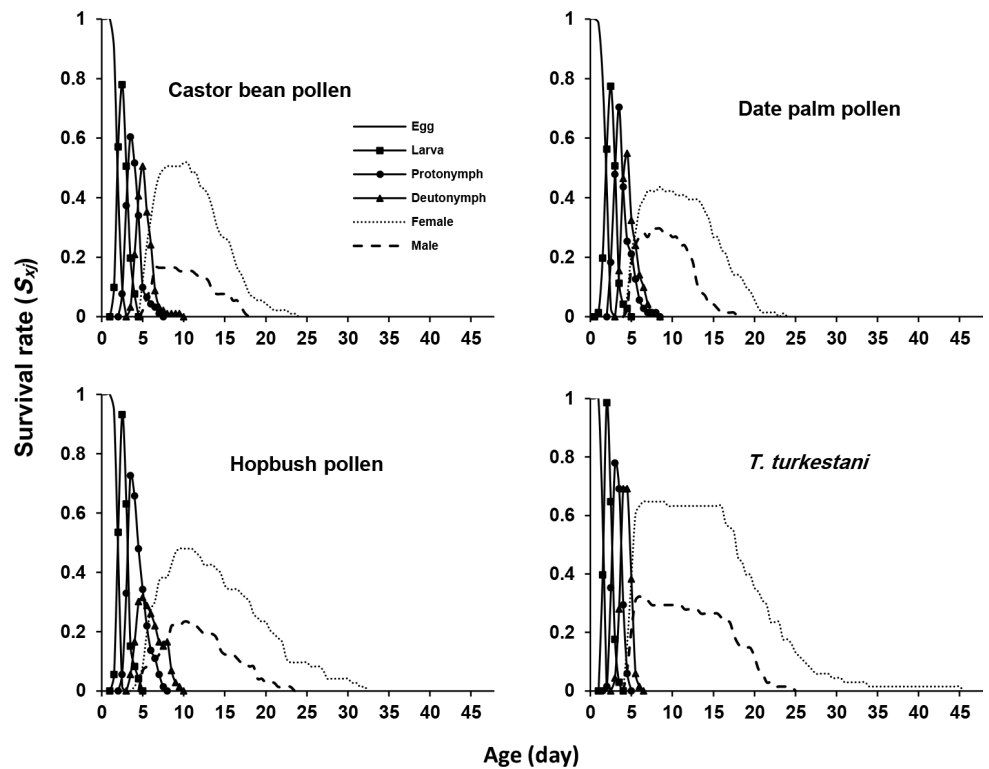 1
0.8
0.6
0.4
0.2
0
0 5 10 15 20 25 30 35 40 45
Castor bean pollen
Egg
Larva
Protonymph
Deutonymph
Female
Male
1
0.8
0.6
0.4
0.2
0
0 5 10 15 20 25 30 35 40 45
Date palm pollen
Survival rate (Sxj)
1
0.8
0.6
0.4
0.2
0
0 5 10 15 20 25 30 35 40 45
Hopbush pollen
1
0.8
0.6
0.4
0.2
0
0 5 10 15 20 25 30 35 40 45
T. turkestani
Age (day)